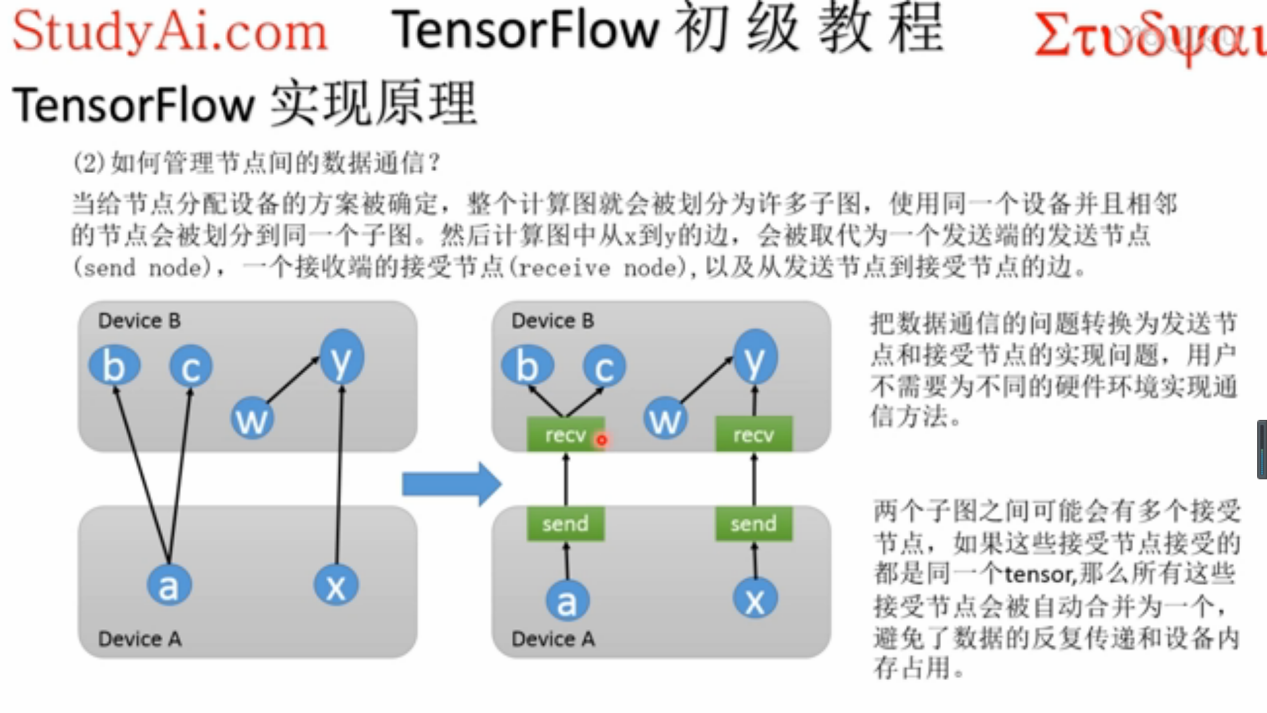 StudyAi.com
TensorFlow 初级教程
Στυδψαι
TensorFlow 实现原理
(2)如何管理节点间的数据通信？
当给节点分配设备的方案被确定，整个计算图就会被划分为许多子图，使用同一个设备并且相邻
的节点会被划分到同一个子图。然后计算图中从x到y的边，会被取代为一个发送端的发送节点
(send node)，一个接收端的接受节点(receive node),以及从发送节点到接受节点的边。
Device B
b
c
y
w
a
x
Device A
Device B
b
c
y
w
recv
recv
send
send
a
x
Device A
把数据通信的问题转换为发送节
点和接受节点的实现问题，用户
不需要为不同的硬件环境实现通
信方法。
两个子图之间可能会有多个接受
节点，如果这些接受节点接受的
都是同一个tensor,那么所有这些
接受节点会被自动合并为一个，
避免了数据的反复传递和设备内
存占用。